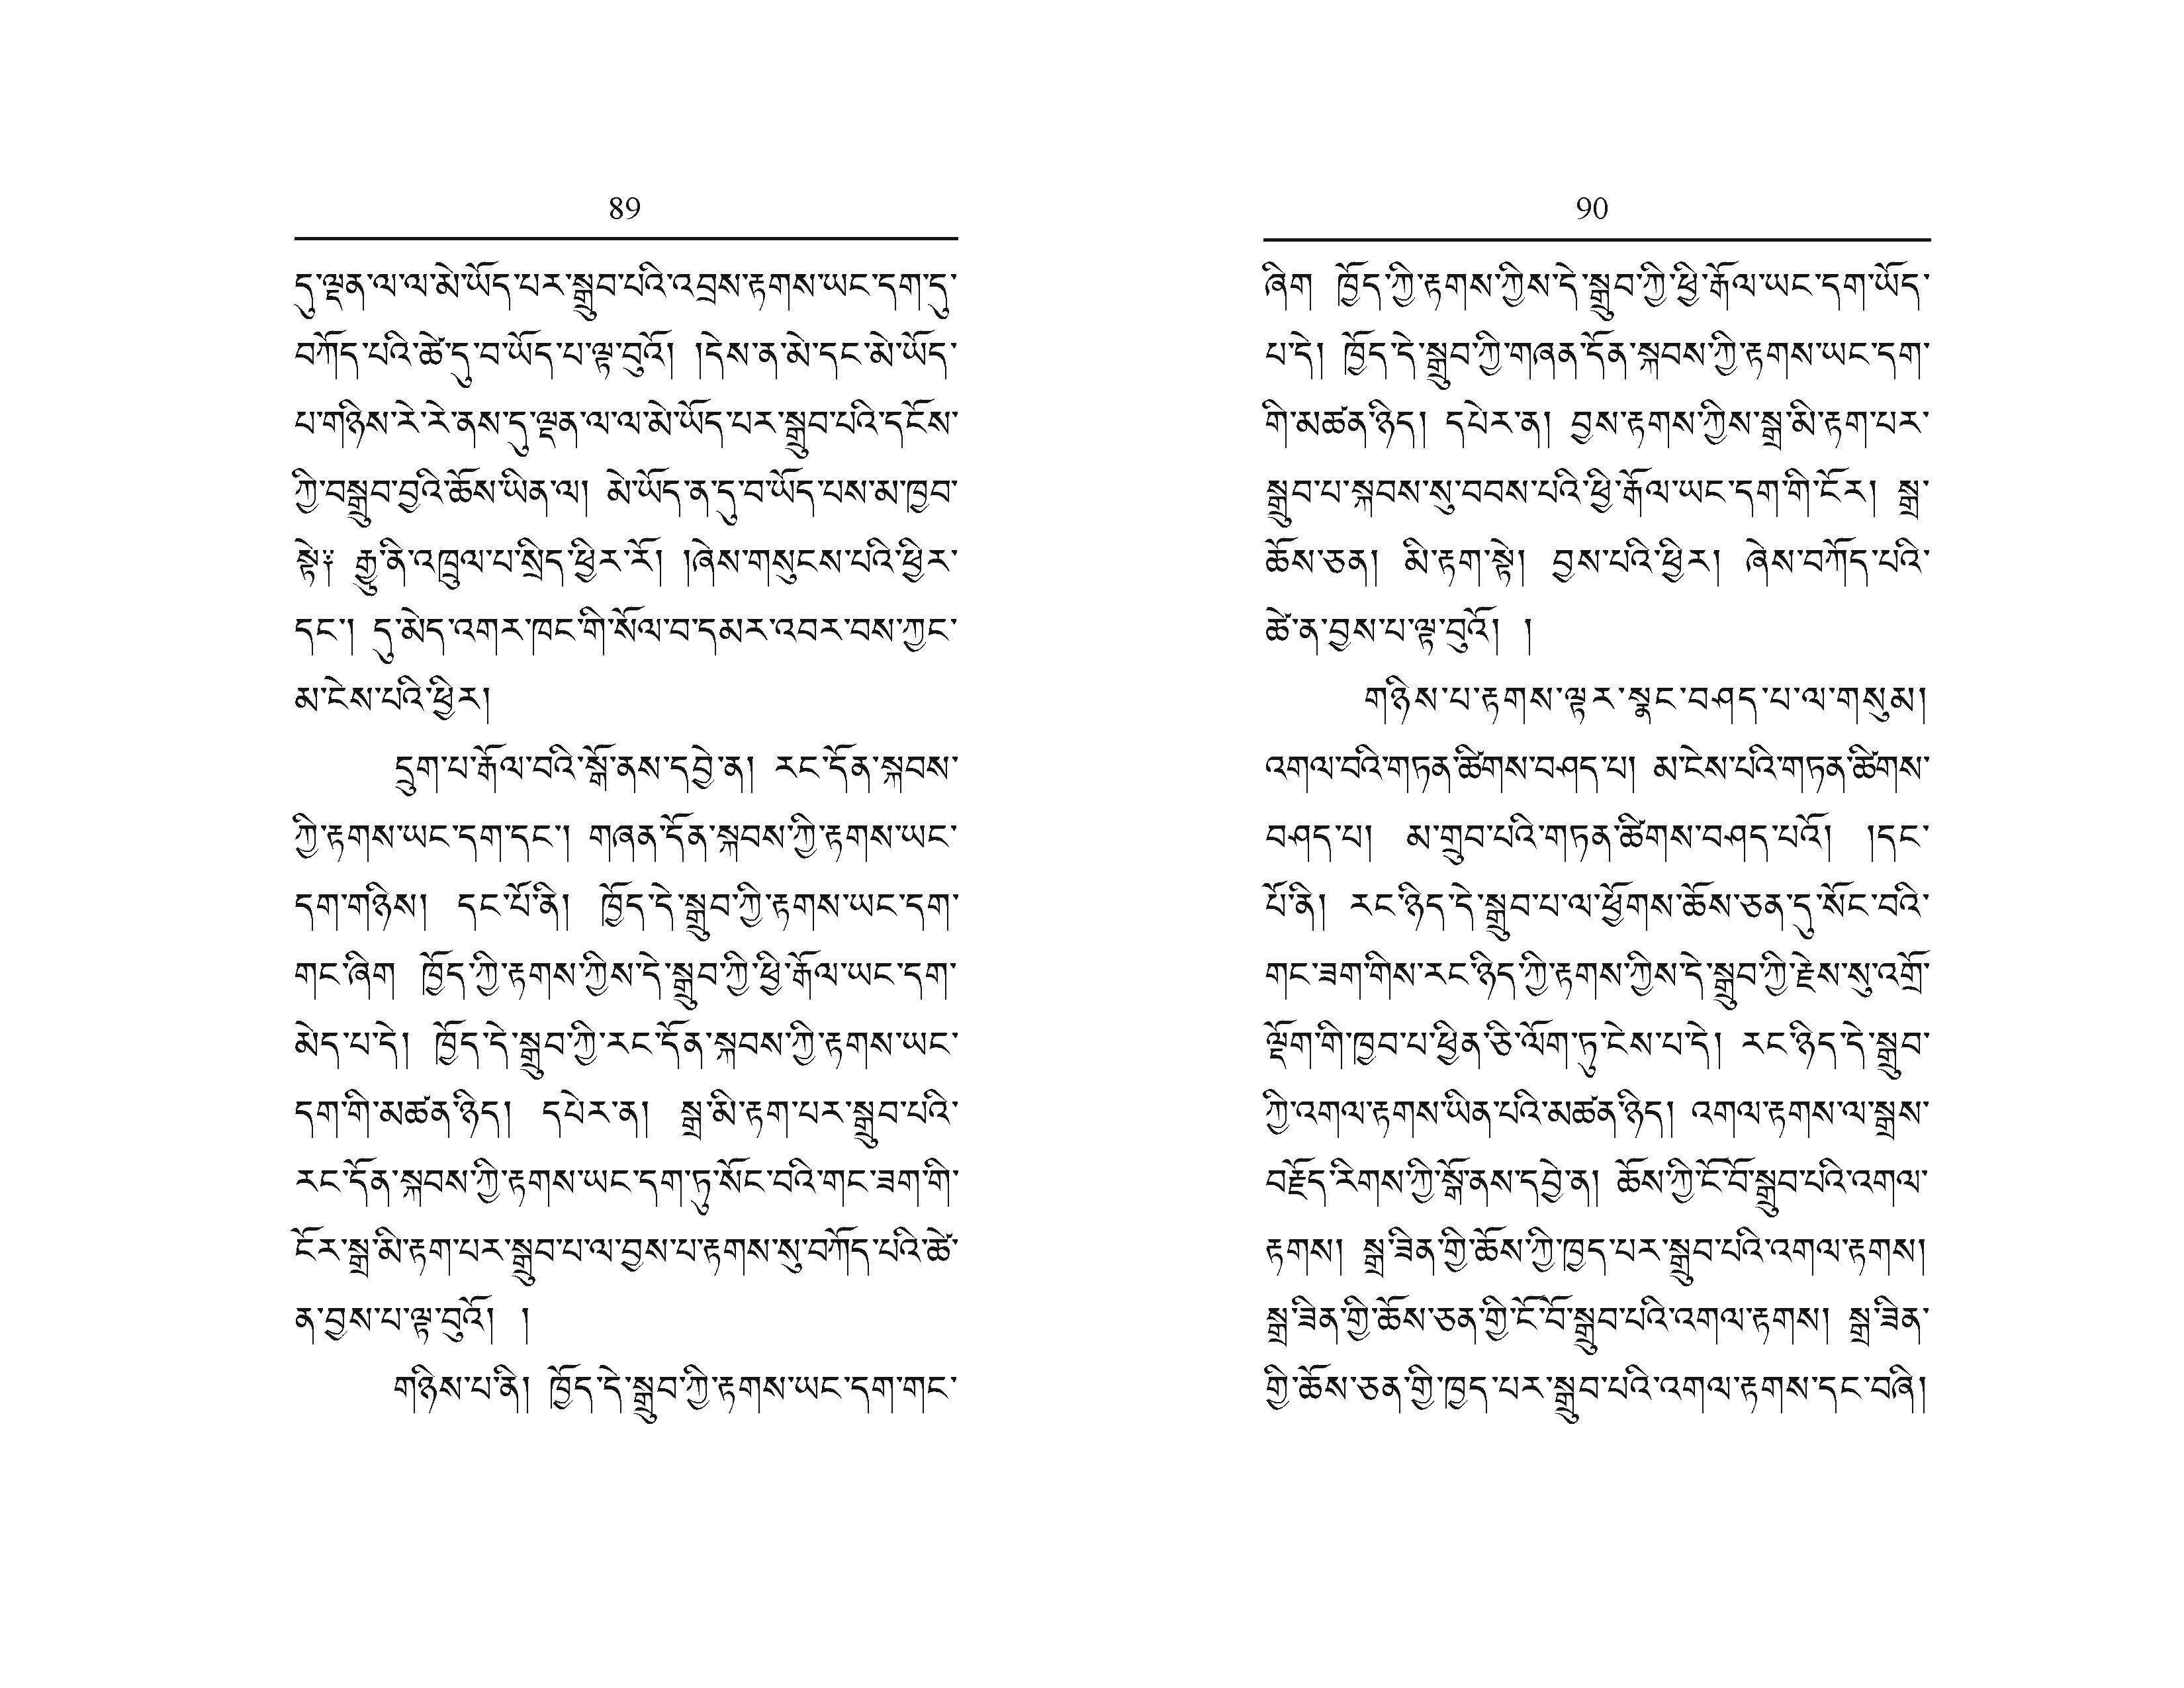 89
དུ་ལྡན་ལ་ལ་མེ་ཡོད་པར་སྒྲུབ་པའི་འབྲས་རྟགས་ཡང་དག་དུ་
བཀོད་པའི་ཚེ་དུ་བ་ཡོད་པ་ལྟ་བུའོ། །དེས་ན་མེ་དང་མེ་ཡོད་
པ་གཉིས་རེ་རེ་ནས་དུ་ལྡན་ལ་ལ་མེ་ཡོད་པར་སྒྲུབ་པའི་དངོས་
ཀྱི་བསྒྲུབ་བྱའི་ཆོས་ཡིན་ལ། མེ་ཡོད་ན་དུ་བ་ཡོད་པས་མ་ཁྱབ་
སྟེ༔ རྒྱུ་ནི་འཁྲུལ་པ་སྲིད་ཕྱིར་རོ། །ཞེས་གསུངས་པའི་ཕྱིར་
དང་། དུ་མེད་འགར་ཁང་གི་སོལ་བ་དམར་འབར་བས་ཀྱང་
མ་ངེས་པའི་ཕྱིར།
དྲུག་པ་རྒོལ་བའི་སྒོ་ནས་དབྱེ་ན། རང་དོན་སྐབས་
ཀྱི་རྟགས་ཡང་དག་དང་། གཞན་དོན་སྐབས་ཀྱི་རྟགས་ཡང་
དག་གཉིས། དང་པོ་ནི། ཁྱོད་དེ་སྒྲུབ་ཀྱི་རྟགས་ཡང་དག་
གང་ཞིག ཁྱོད་ཀྱི་རྟགས་ཀྱིས་དེ་སྒྲུབ་ཀྱི་ཕྱི་རྒོལ་ཡང་དག་
མེད་པ་དེ། ཁྱོད་དེ་སྒྲུབ་ཀྱི་རང་དོན་སྐབས་ཀྱི་རྟགས་ཡང་
དག་གི་མཚན་ཉིད། དཔེར་ན། སྒྲ་མི་རྟག་པར་སྒྲུབ་པའི་
རང་དོན་སྐབས་ཀྱི་རྟགས་ཡང་དག་ཏུ་སོང་བའི་གང་ཟག་གི་
ངོར་སྒྲ་མི་རྟག་པར་སྒྲུབ་པ་ལ་བྱས་པ་རྟགས་སུ་བཀོད་པའི་ཚེ་
ན་བྱས་པ་ལྟ་བུའོ། །
གཉིས་པ་ནི། ཁྱོད་དེ་སྒྲུབ་ཀྱི་རྟགས་ཡང་དག་གང་
90
ཞིག ཁྱོད་ཀྱི་རྟགས་ཀྱིས་དེ་སྒྲུབ་ཀྱི་ཕྱི་རྒོལ་ཡང་དག་ཡོད་
པ་དེ། ཁྱོད་དེ་སྒྲུབ་ཀྱི་གཞན་དོན་སྐབས་ཀྱི་རྟགས་ཡང་དག་
གི་མཚན་ཉིད། དཔེར་ན། བྱས་རྟགས་ཀྱིས་སྒྲ་མི་རྟག་པར་
སྒྲུབ་པ་སྐབས་སུ་བབས་པའི་ཕྱི་རྒོལ་ཡང་དག་གི་ངོར། སྒྲ་
ཆོས་ཅན། མི་རྟག་སྟེ། བྱས་པའི་ཕྱིར། ཞེས་བཀོད་པའི་
ཚེ་ན་བྱས་པ་ལྟ་བུའོ། །
གཉིས་པ་རྟགས་ལྟར་སྣང་བཤད་པ་ལ་གསུམ།
འགལ་བའི་གཏན་ཚིགས་བཤད་པ། མ་ངེས་པའི་གཏན་ཚིགས་
བཤད་པ། མ་གྲུབ་པའི་གཏན་ཚིགས་བཤད་པའོ། །དང་
པོ་ནི། རང་ཉིད་དེ་སྒྲུབ་པ་ལ་ཕྱོགས་ཆོས་ཅན་དུ་སོང་བའི་
གང་ཟག་གིས་རང་ཉིད་ཀྱི་རྟགས་ཀྱིས་དེ་སྒྲུབ་ཀྱི་རྗེས་སུ་འགྲོ་
ལྡོག་གི་ཁྱབ་པ་ཕྱིན་ཅི་ལོག་ཏུ་ངེས་པ་དེ། རང་ཉིད་དེ་སྒྲུབ་
ཀྱི་འགལ་རྟགས་ཡིན་པའི་མཚན་ཉིད། འགལ་རྟགས་ལ་སྒྲས་
བརྗོད་རིགས་ཀྱི་སྒོ་ནས་དབྱེ་ན། ཆོས་ཀྱི་ངོ་བོ་སྒྲུབ་པའི་འགལ་
རྟགས། སྒྲ་ཟིན་གྱི་ཆོས་ཀྱི་ཁྱད་པར་སྒྲུབ་པའི་འགལ་རྟགས།
སྒྲ་ཟིན་གྱི་ཆོས་ཅན་གྱི་ངོ་བོ་སྒྲུབ་པའི་འགལ་རྟགས། སྒྲ་ཟིན་
གྱི་ཆོས་ཅན་གྱི་ཁྱད་པར་སྒྲུབ་པའི་འགལ་རྟགས་དང་བཞི།